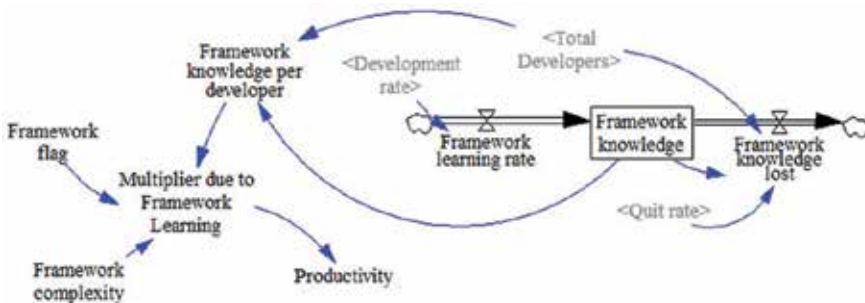 Framework
knowledge per
developer
<Total
Developers>
<Development
rate>
Framework
flag
Framework
learning rate
Framework
knowledge
Framework
knowledge
lost
Multiplier due to
Framework
Learning
<Quit rate>
Framework
complexity
Productivity